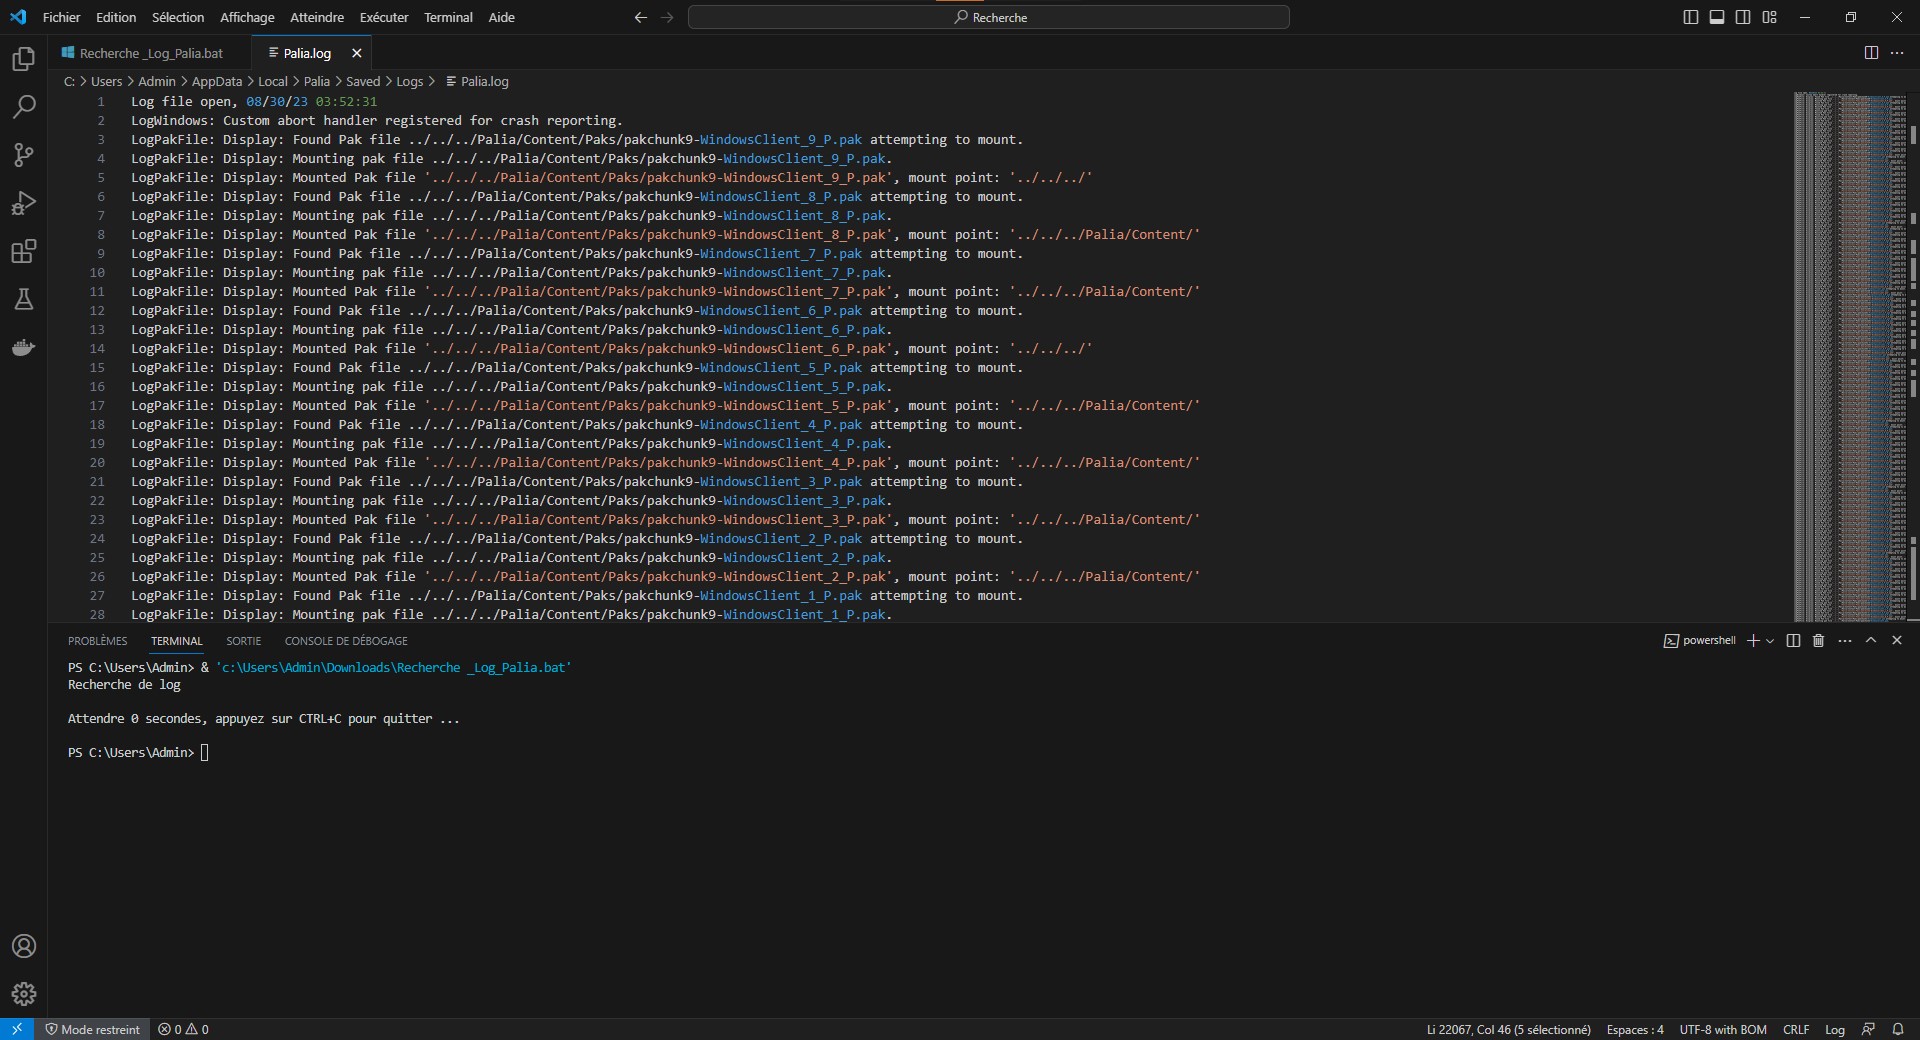 Fichier Edition Sélection Affichage Atteindre Exécuter Terminal Aide Recherche
Recherche _Log_Palia.bat Palia.log
C: > Users > Admin > AppData > Local > Palia > Saved > Logs > Palia.log
1 Log file open, 08/30/23 03:52:31
2 LogWindows: Custom abort handler registered for crash reporting.
3 LogPakFile: Display: Found Pak file ../../../Palia/Content/Paks/pakchunk9-WindowsClient_9_P.pak attempting to mount.
4 LogPakFile: Display: Mounting pak file ../../../Palia/Content/Paks/pakchunk9-WindowsClient_9_P.pak.
5 LogPakFile: Display: Mounted Pak file '../../../Palia/Content/Paks/pakchunk9-WindowsClient_9_P.pak', mount point: '../../../'
6 LogPakFile: Display: Found Pak file ../../../Palia/Content/Paks/pakchunk9-WindowsClient_8_P.pak attempting to mount.
7 LogPakFile: Display: Mounting pak file ../../../Palia/Content/Paks/pakchunk9-WindowsClient_8_P.pak.
8 LogPakFile: Display: Mounted Pak file '../../../Palia/Content/Paks/pakchunk9-WindowsClient_8_P.pak', mount point: '../../../Palia/Content/'
9 LogPakFile: Display: Found Pak file ../../../Palia/Content/Paks/pakchunk9-WindowsClient_7_P.pak attempting to mount.
10 LogPakFile: Display: Mounting pak file ../../../Palia/Content/Paks/pakchunk9-WindowsClient_7_P.pak.
11 LogPakFile: Display: Mounted Pak file '../../../Palia/Content/Paks/pakchunk9-WindowsClient_7_P.pak', mount point: '../../../Palia/Content/'
12 LogPakFile: Display: Found Pak file ../../../Palia/Content/Paks/pakchunk9-WindowsClient_6_P.pak attempting to mount.
13 LogPakFile: Display: Mounting pak file ../../../Palia/Content/Paks/pakchunk9-WindowsClient_6_P.pak.
14 LogPakFile: Display: Mounted Pak file '../../../Palia/Content/Paks/pakchunk9-WindowsClient_6_P.pak', mount point: '../../../'
15 LogPakFile: Display: Found Pak file ../../../Palia/Content/Paks/pakchunk9-WindowsClient_5_P.pak attempting to mount.
16 LogPakFile: Display: Mounting pak file ../../../Palia/Content/Paks/pakchunk9-WindowsClient_5_P.pak.
17 LogPakFile: Display: Mounted Pak file '../../../Palia/Content/Paks/pakchunk9-WindowsClient_5_P.pak', mount point: '../../../Palia/Content/'
18 LogPakFile: Display: Found Pak file ../../../Palia/Content/Paks/pakchunk9-WindowsClient_4_P.pak attempting to mount.
19 LogPakFile: Display: Mounting pak file ../../../Palia/Content/Paks/pakchunk9-WindowsClient_4_P.pak.
20 LogPakFile: Display: Mounted Pak file '../../../Palia/Content/Paks/pakchunk9-WindowsClient_4_P.pak', mount point: '../../../Palia/Content/'
21 LogPakFile: Display: Found Pak file ../../../Palia/Content/Paks/pakchunk9-WindowsClient_3_P.pak attempting to mount.
22 LogPakFile: Display: Mounting pak file ../../../Palia/Content/Paks/pakchunk9-WindowsClient_3_P.pak.
23 LogPakFile: Display: Mounted Pak file '../../../Palia/Content/Paks/pakchunk9-WindowsClient_3_P.pak', mount point: '../../../Palia/Content/'
24 LogPakFile: Display: Found Pak file ../../../Palia/Content/Paks/pakchunk9-WindowsClient_2_P.pak attempting to mount.
25 LogPakFile: Display: Mounting pak file ../../../Palia/Content/Paks/pakchunk9-WindowsClient_2_P.pak.
26 LogPakFile: Display: Mounted Pak file '../../../Palia/Content/Paks/pakchunk9-WindowsClient_2_P.pak', mount point: '../../../Palia/Content/'
27 LogPakFile: Display: Found Pak file ../../../Palia/Content/Paks/pakchunk9-WindowsClient_1_P.pak attempting to mount.
28 LogPakFile: Display: Mounting pak file ../../../Palia/Content/Paks/pakchunk9-WindowsClient_1_P.pak.
PROBLÈMES TERMINAL SORTIE CONSOLE DE DÉBOGAGE powershell
PS C:\Users\Admin> & 'c:\Users\Admin\Downloads\Recherche _Log_Palia.bat'
Recherche de log
Attendre 0 secondes, appuyez sur CTRL+C pour quitter ...
PS C:\Users\Admin>
Mode restreint 0 0 Li 22067, Col 46 (5 sélectionné) Espaces : 4 UTF-8 with BOM CRLF Log